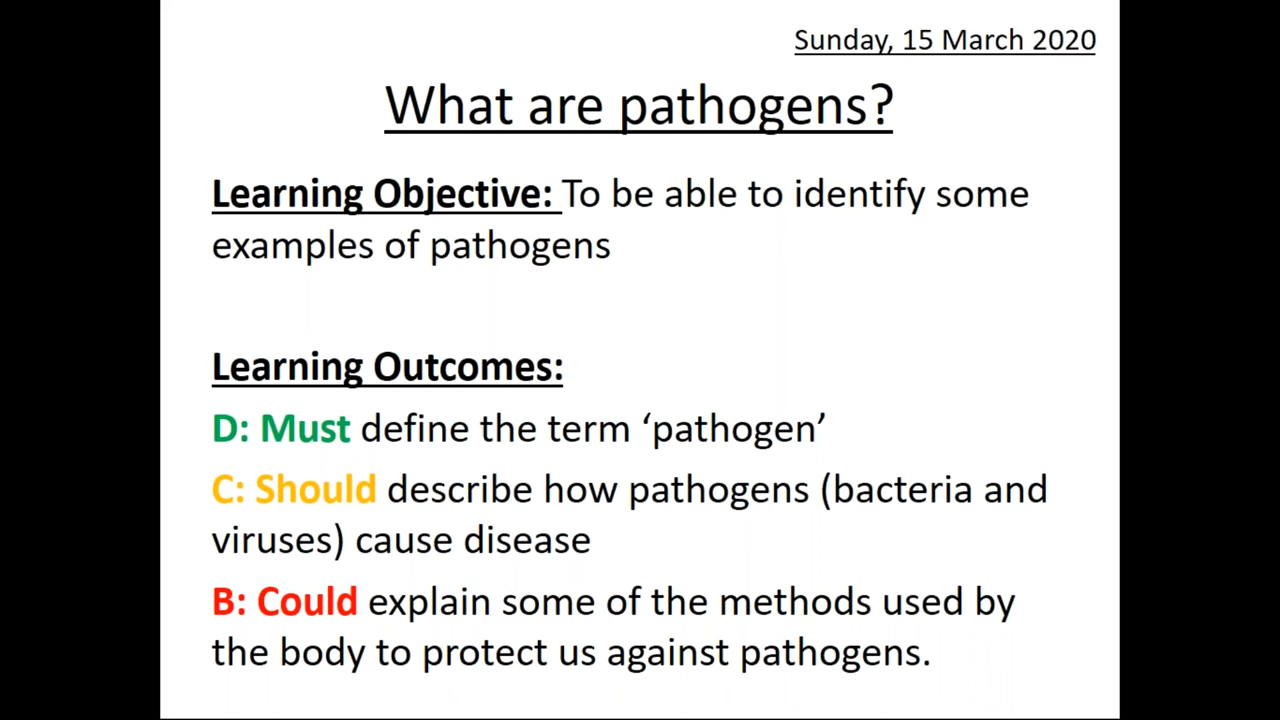 Sunday, 15 March 2020
What are pathogens?
Learning Objective: To be able to identify some
examples of pathogens
Learning Outcomes:
D: Must define the term ‘pathogen’
C: Should describe how pathogens (bacteria and
viruses) cause disease
B: Could explain some of the methods used by
the body to protect us against pathogens.